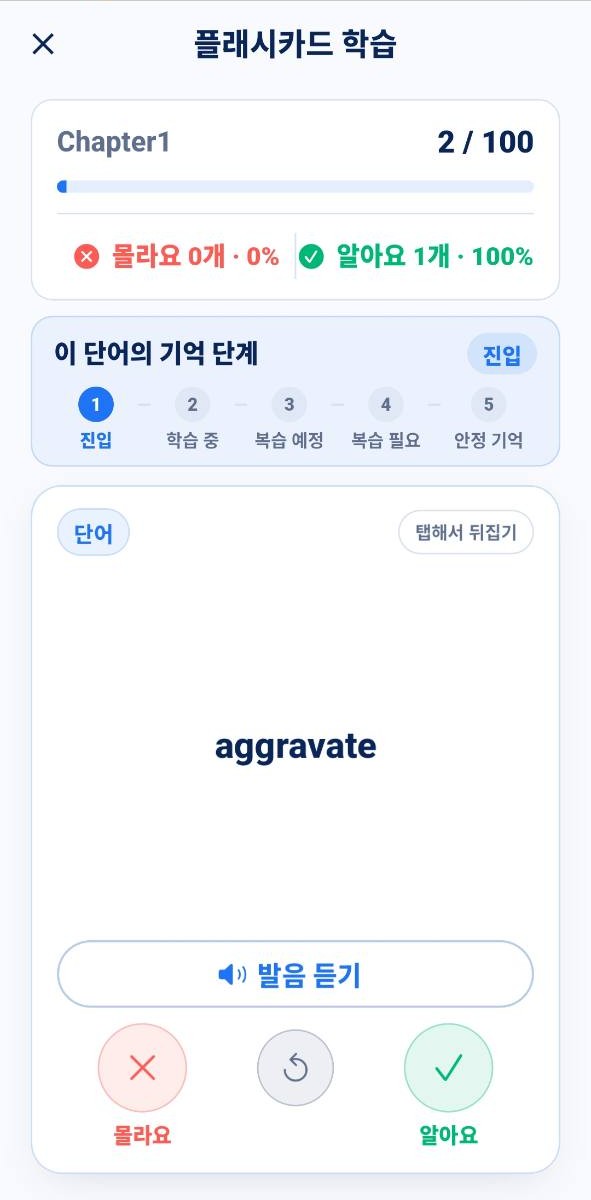 플래시카드 학습
Chapter1 2 / 100
몰라요 0개 · 0% 알아요 1개 · 100%
이 단어의 기억 단계 진입
1 2 3 4 5
진입 학습 중 복습 예정 복습 필요 안정 기억
단어 탭해서 뒤집기
aggravate
발음 듣기
몰라요 알아요